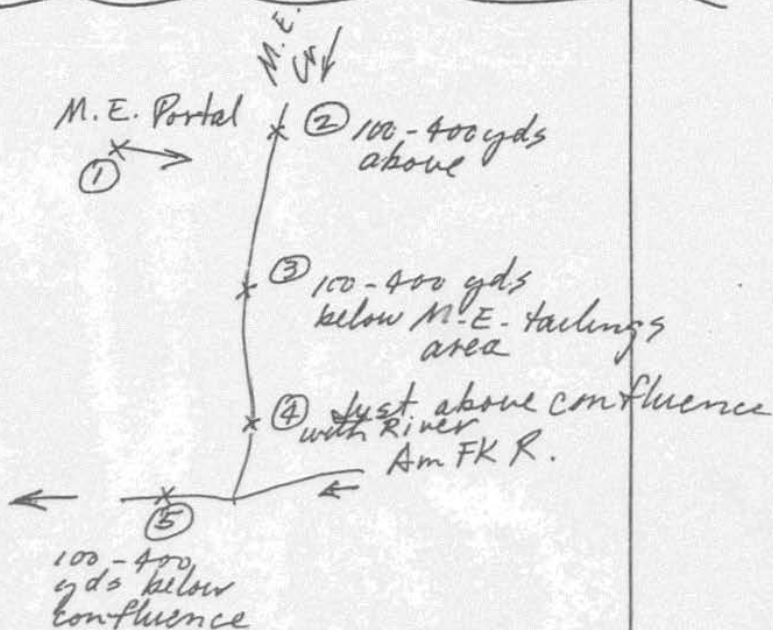 M.E.
Cr
M.E. Portal
①
② 100-400 yds
above
③ 100-400 yds
below M.E. tailings
area
④ Just above confluence
with River
Am FK R.
⑤
100-400
yds below
confluence